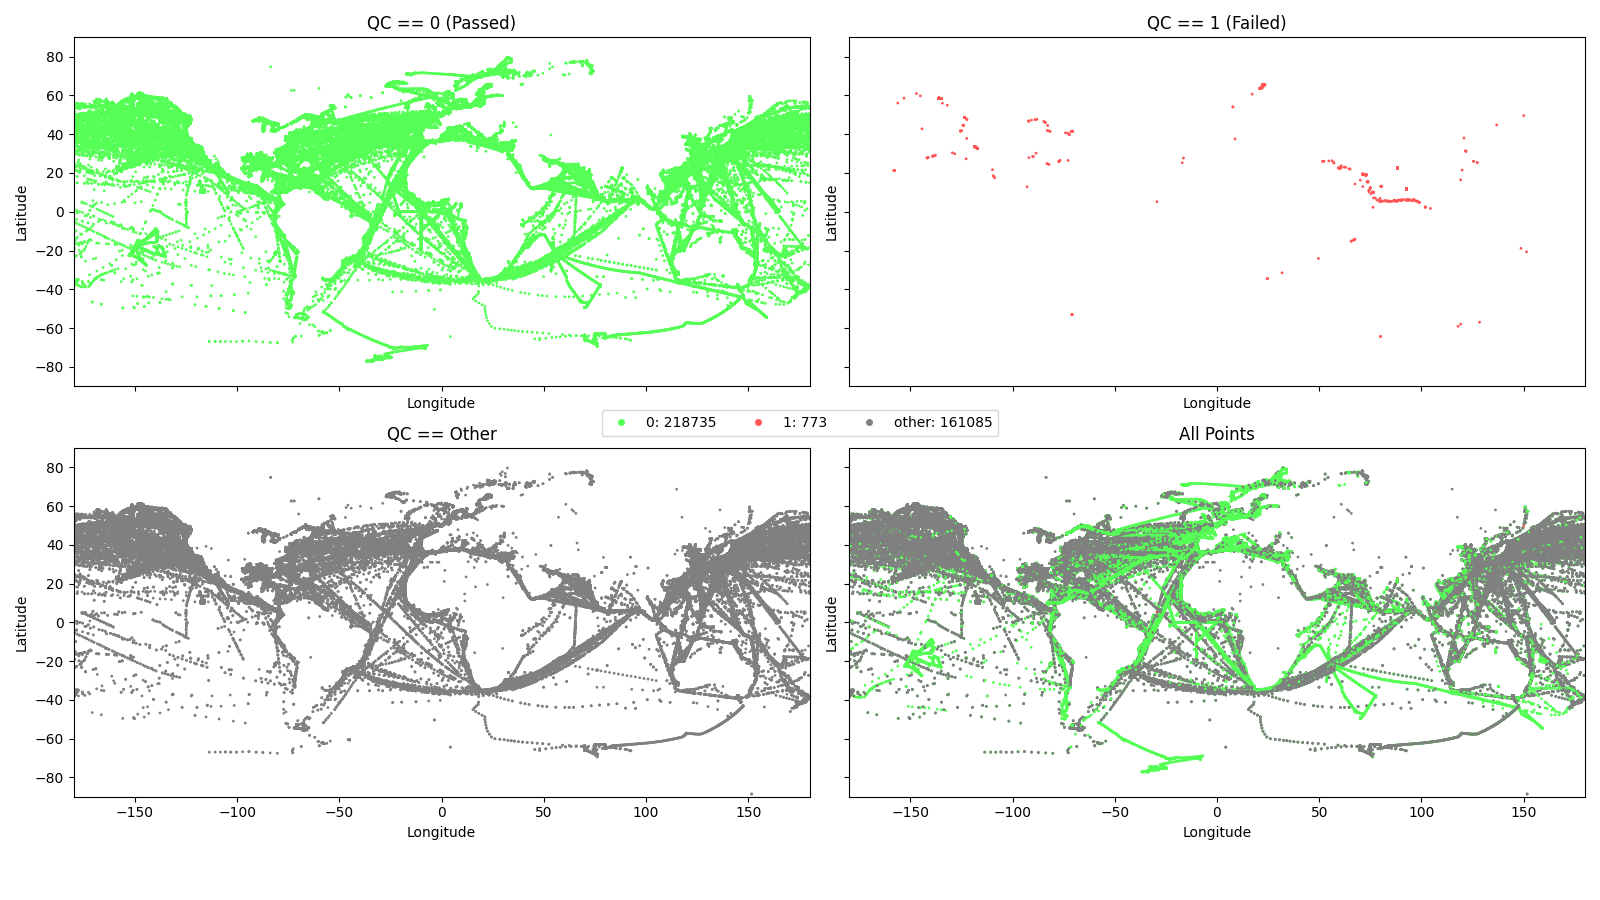 QC == 0 (Passed)
QC == 1 (Failed)
80
60
40
20
0
−20
−40
−60
−80
Latitude
Latitude
Longitude
Longitude
0: 218735
1: 773
other: 161085
QC == Other
All Points
80
60
40
20
0
−20
−40
−60
−80
Latitude
Latitude
−150
−100
−50
0
50
100
150
−150
−100
−50
0
50
100
150
Longitude
Longitude